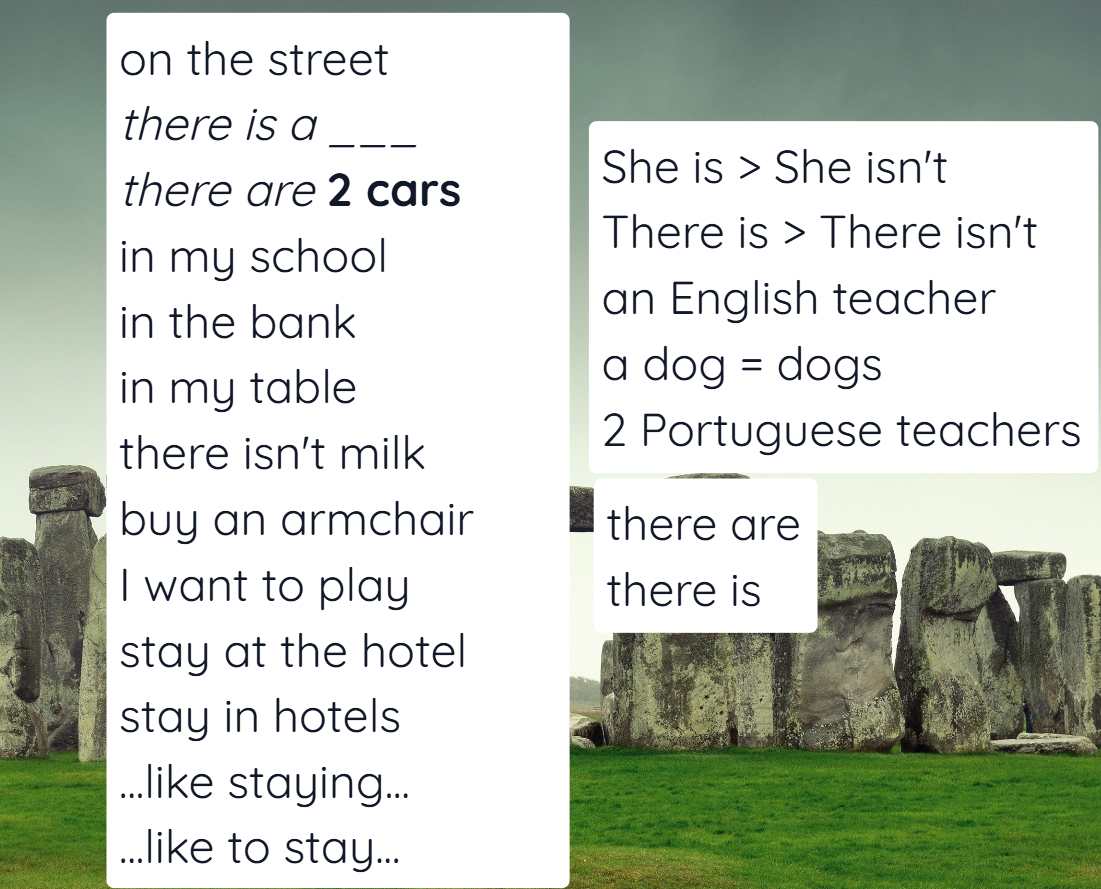 on the street
there is a ___
there are 2 cars
in my school
in the bank
in my table
there isn't milk
buy an armchair
I want to play
stay at the hotel
stay in hotels
...like staying...
...like to stay...
She is > She isn't
There is > There isn't
an English teacher
a dog = dogs
2 Portuguese teachers
there are
there is